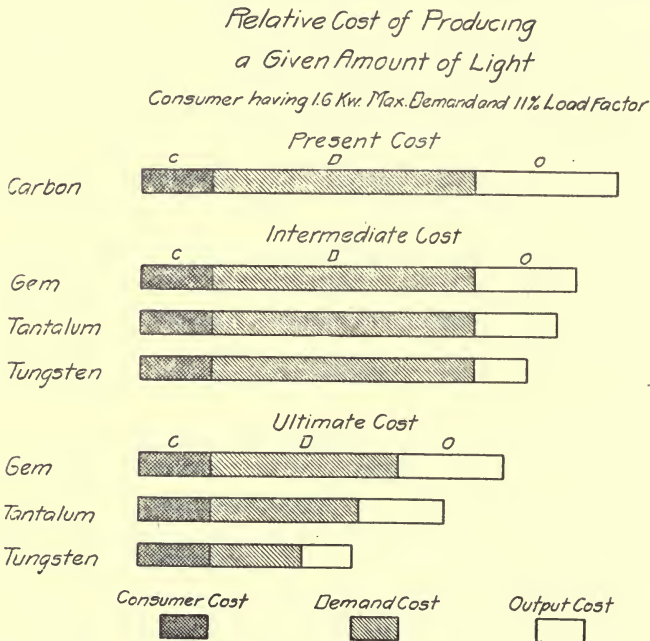 Relative Cost of Producing
a Given Amount of Light
Consumer having 1.6 Kw. Max. Demand and 11% Load Factor
Present Cost
C D O
Carbon
Intermediate Cost
C D O
Gem
Tantalum
Tungsten
Ultimate Cost
C D O
Gem
Tantalum
Tungsten
Consumer Cost Demand Cost Output Cost